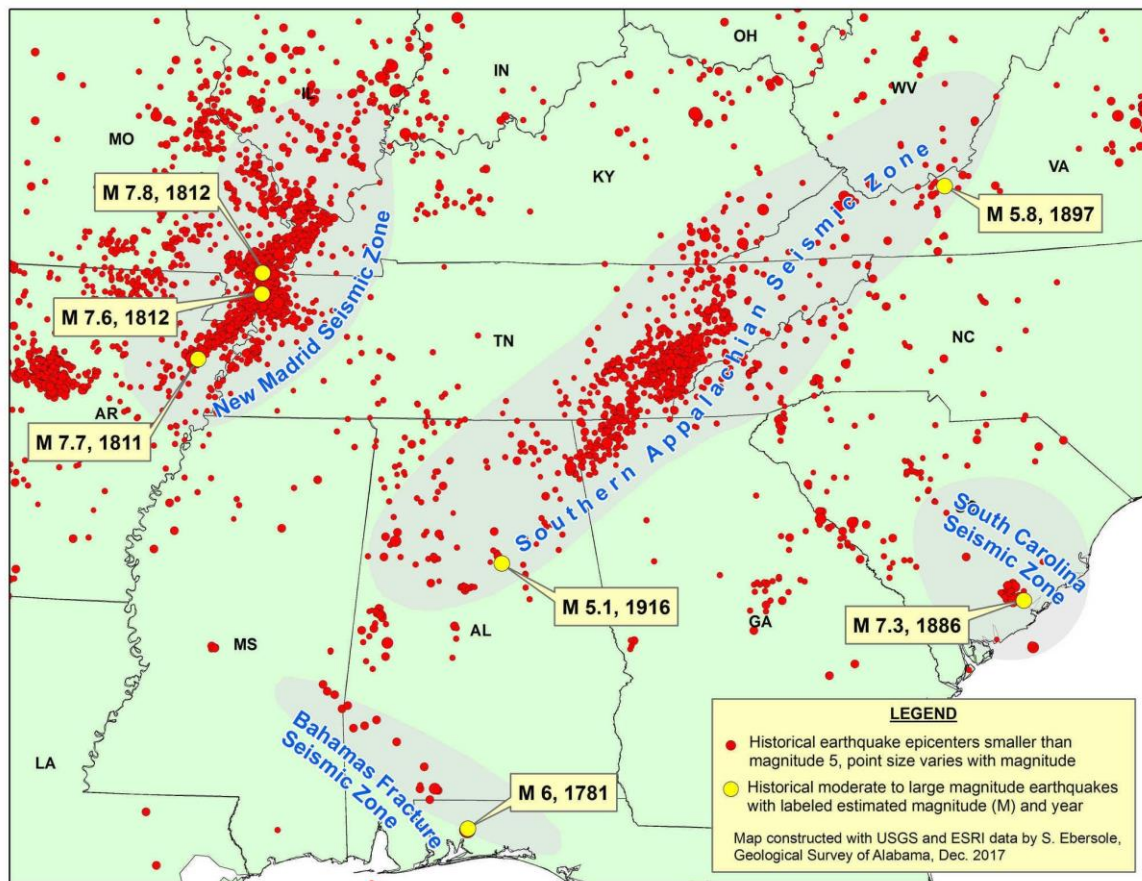 OH
IN
WV
IL
MO
VA
KY
M 7.8, 1812
M 5.8, 1897
M 7.6, 1812
New Madrid Seismic Zone
Southern Appalachian Seismic Zone
TN
NC
AR
M 7.7, 1811
SC
South Carolina
Seismic Zone
M 5.1, 1916
M 7.3, 1886
MS
AL
GA
LA
Bahamas Fracture
Seismic Zone
M 6, 1781
LEGEND
Historical earthquake epicenters smaller than
magnitude 5, point size varies with magnitude
Historical moderate to large magnitude earthquakes
with labeled estimated magnitude (M) and year
Map constructed with USGS and ESRI data by S. Ebersole,
Geological Survey of Alabama, Dec. 2017